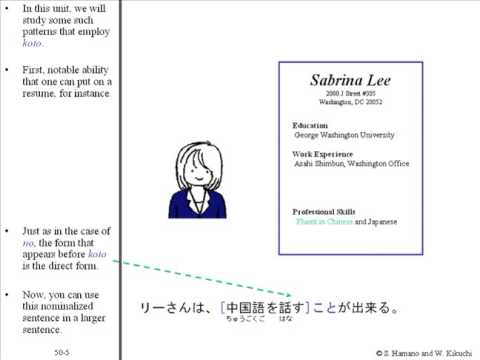 • In this unit, we will
study some such
patterns that employ
koto.
• First, notable ability
that one can put on a
resume, for instance.
• Just as in the case of
no, the form that
appears before koto
is the direct form.
• Now, you can use
this nominalized
sentence in a larger
sentence.
50-5
Sabrina Lee
2000 J Street #505
Washington, DC 20052
Education
George Washington University
Work Experience
Asahi Shimbun, Washington Office
Professional Skills
Fluent in Chinese and Japanese
リーさんは、[中国語を話す]ことが出来る。
ちゅうごくご はな
© S. Hamano and W. Kikuchi